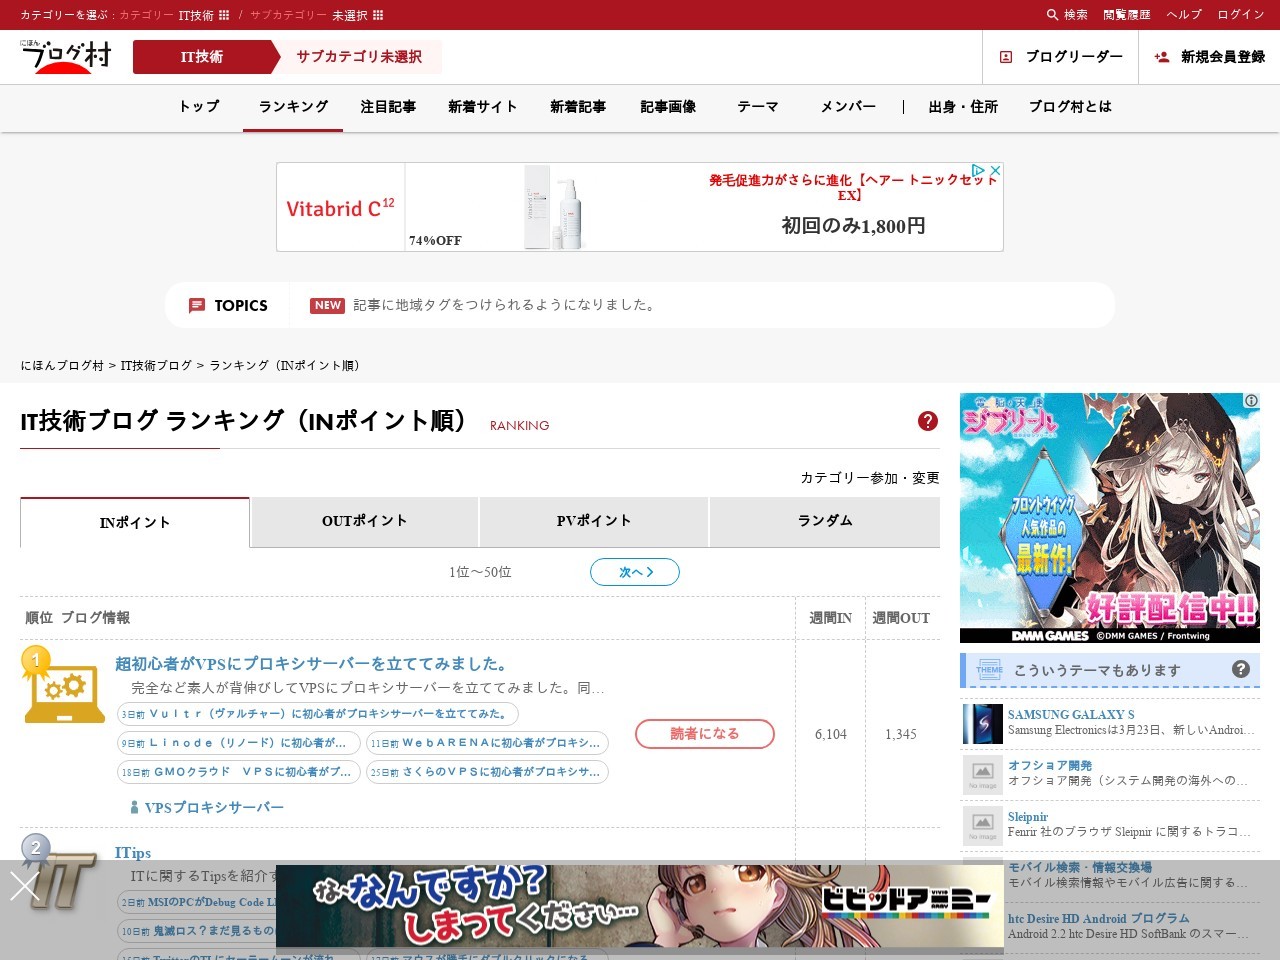 カテゴリーを選ぶ : カテゴリー IT技術 / サブカテゴリー 未選択
検索 閲覧履歴 ヘルプ ログイン
にほん
ブログ村
IT技術 サブカテゴリ未選択
ブログリーダー 新規会員登録
トップ ランキング 注目記事 新着サイト 新着記事 記事画像 テーマ メンバー | 出身・住所 ブログ村とは
Vitabrid C12
74%OFF
発毛促進力がさらに進化【ヘアー トニックセット EX】
初回のみ1,800円
TOPICS NEW 記事に地域タグをつけられるようになりました。
にほんブログ村 > IT技術ブログ > ランキング（INポイント順）
IT技術ブログ ランキング（INポイント順） RANKING
カテゴリー参加・変更
INポイント OUTポイント PVポイント ランダム
1位〜50位 次へ
順位 ブログ情報 週間IN 週間OUT
1
超初心者がVPSにプロキシサーバーを立ててみました。
完全など素人が背伸びしてVPSにプロキシサーバーを立ててみました。同…
3日前 Ｖｕｌｔｒ（ヴァルチャー）に初心者がプロキシサーバーを立ててみた。
9日前 Ｌｉｎｏｄｅ（リノード）に初心者が…
11日前 ＷｅｂＡＲＥＮＡに初心者がプロキシ…
18日前 ＧＭＯクラウド　ＶＰＳに初心者がプ…
25日前 さくらのＶＰＳに初心者がプロキシサ…
VPSプロキシサーバー
読者になる
6,104 1,345
2
IT
ITips
ITに関するTipsを紹介す
2日前 MSIのPCがDebug Code
10日前 鬼滅ロス？まだ見るもの
ジブリール
フロントウイング
人気作品の
最新作!
好評配信中!!
DMM GAMES ©DMM GAMES / Frontwing
THEME こういうテーマもあります
SAMSUNG GALAXY S
Samsung Electronicsは3月23日、新しいAndroi…
オフショア開発
オフショア開発（システム開発の海外への…
No Image
Sleipnir
Fenrir 社のブラウザ Sleipnir に関するトラコ…
No Image
モバイル検索・情報交換場
モバイル検索情報やモバイル広告に関する…
htc Desire HD Android プログラム
Android 2.2 htc Desire HD SoftBank のスマー…
な〜なんですか?
しまってください…
ビビッドアーミー
VIVID ARMY